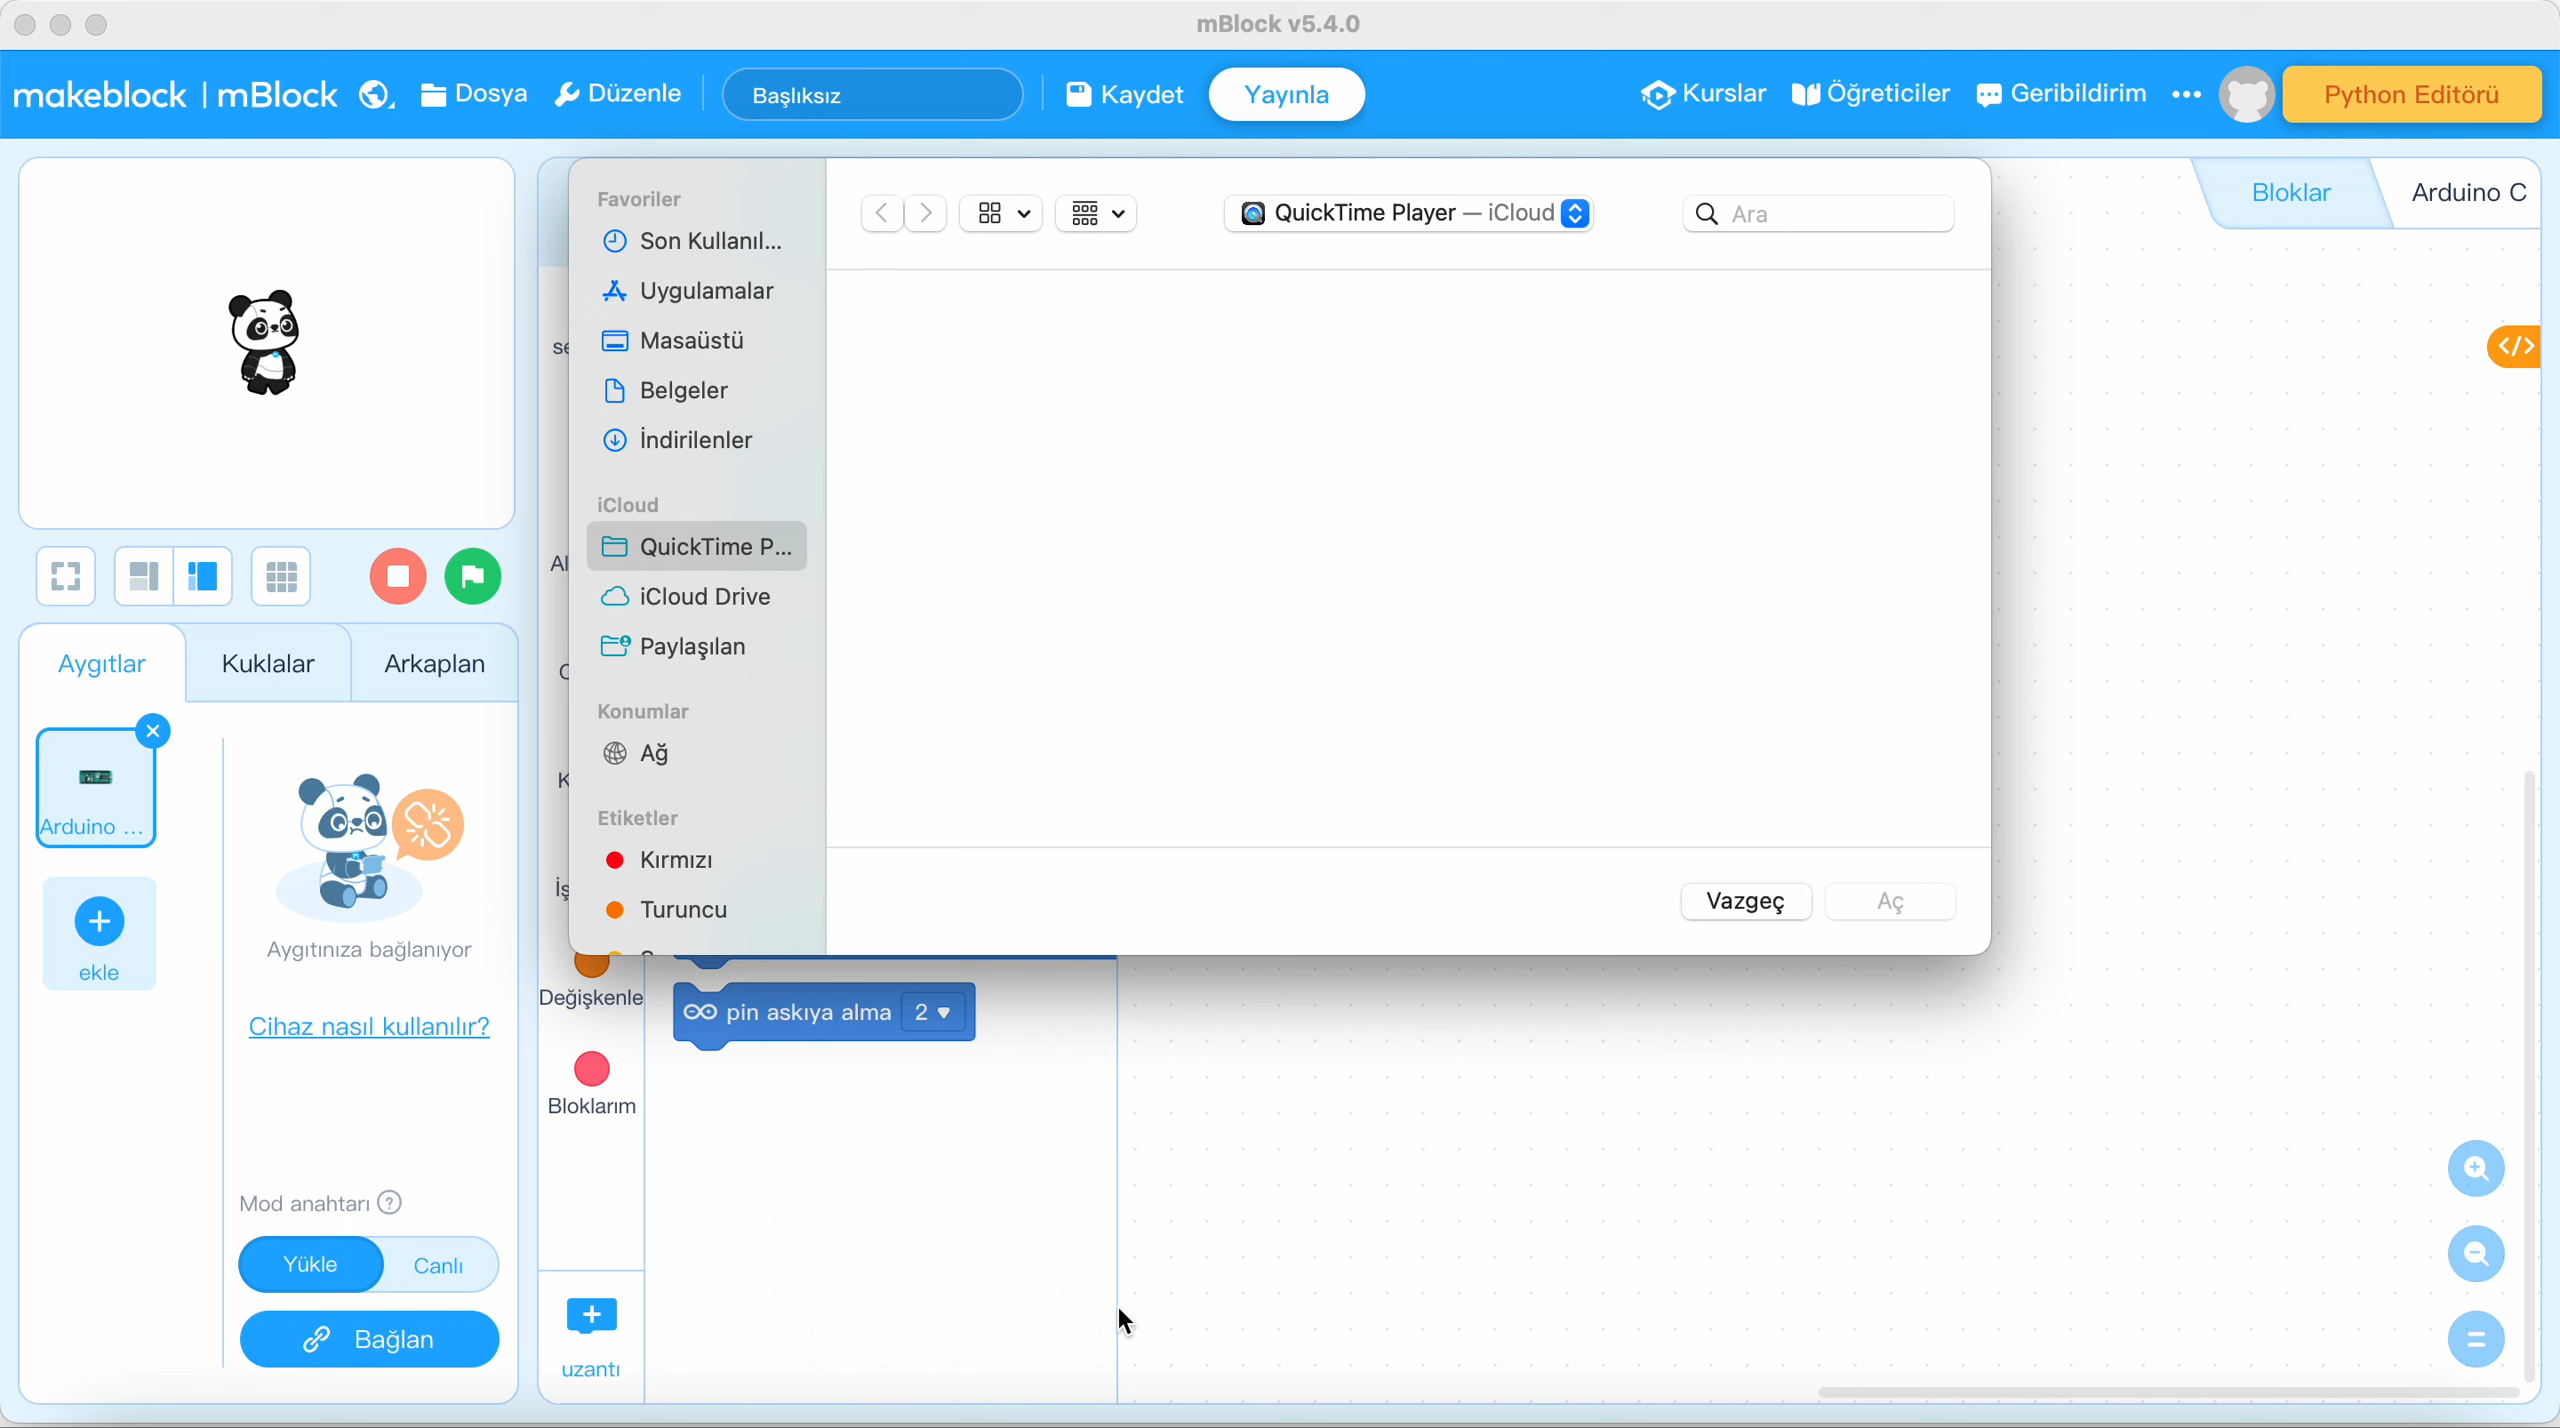 mBlock v5.4.0
makeblock | mBlock Dosya Düzenle Başlıksız Kaydet Yayınla Kurslar Öğreticiler Geribildirim Python Editörü
Favoriler
Son Kullanıl...
Uygulamalar
Masaüstü
Belgeler
İndirilenler
iCloud
QuickTime P...
iCloud Drive
Paylaşılan
Konumlar
Ağ
Etiketler
Kırmızı
Turuncu
QuickTime Player — iCloud
Ara
Vazgeç Aç
Bloklar Arduino C
</>
Aygıtlar Kuklalar Arkaplan
Arduino ...
ekle
Aygıtınıza bağlanıyor
Cihaz nasıl kullanılır?
Mod anahtarı ?
Yükle Canlı
Bağlan
Değişkenle
Bloklarım
uzantı
pin askıya alma 2